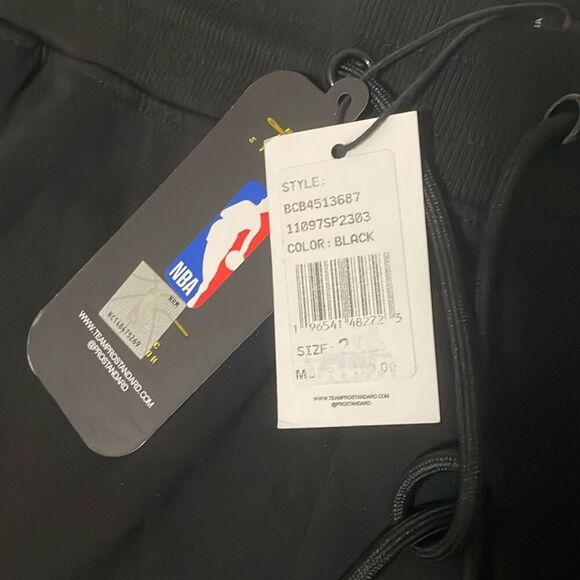 STYLE:
BCB4513687
11097SP2303
COLOR: BLACK
1 96541 48272 3
WWW.TEAMPROSTANDARD.COM
@PROSTANDARD
NBA
WWW.TEAMPROSTANDARD.COM
@PROSTANDARD